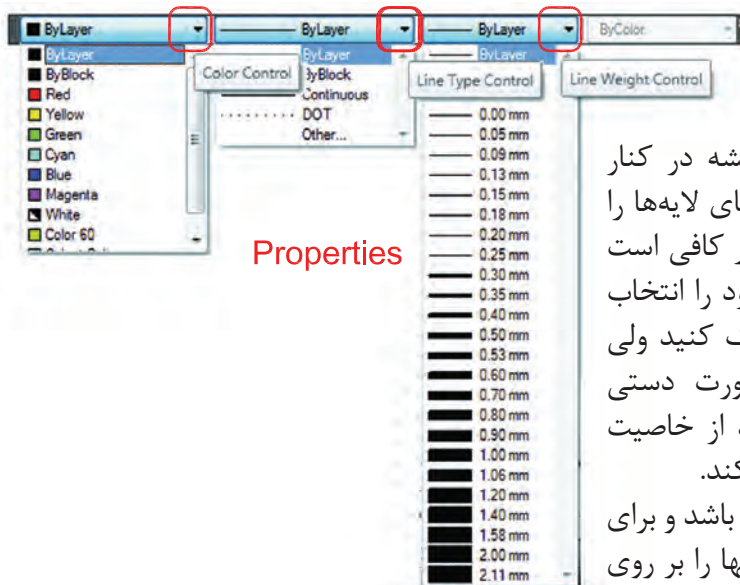 ByLayer ByLayer ByLayer ByColor
ByLayer
ByBlock
Red
Yellow
Green
Cyan
Blue
Magenta
White
Color 60
Color Control
ByLayer
ByBlock
Continuous
DOT
Other...
Line Type Control
ByLayer
0.00 mm
0.05 mm
0.09 mm
0.13 mm
0.15 mm
0.18 mm
0.20 mm
0.25 mm
0.30 mm
0.35 mm
0.40 mm
0.50 mm
0.53 mm
0.60 mm
0.70 mm
0.80 mm
0.90 mm
1.00 mm
1.06 mm
1.20 mm
1.40 mm
1.58 mm
2.00 mm
2.11 mm
Line Weight Control
Properties
در کنار
لایه‌ها را
کافی است
را انتخاب
کنید ولی
دستی
از خاصیت
باشد و برای
را بر روی